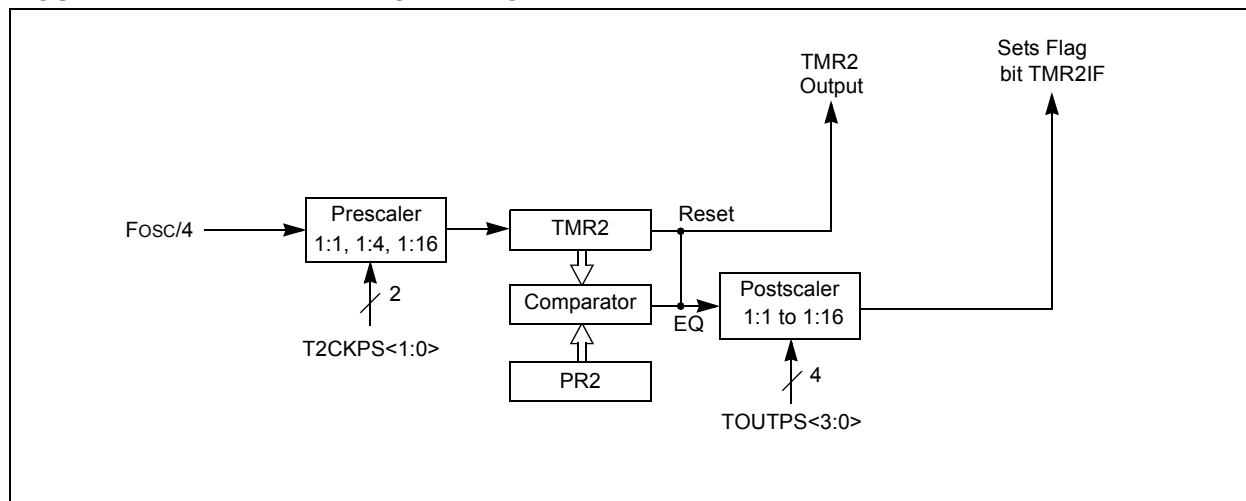 TMR2
Output
Sets Flag
bit TMR2IF
FOSC/4
Prescaler
1:1, 1:4, 1:16
TMR2
Reset
2
Comparator
EQ
Postscaler
1:1 to 1:16
T2CKPS<1:0>
PR2
4
TOUTPS<3:0>